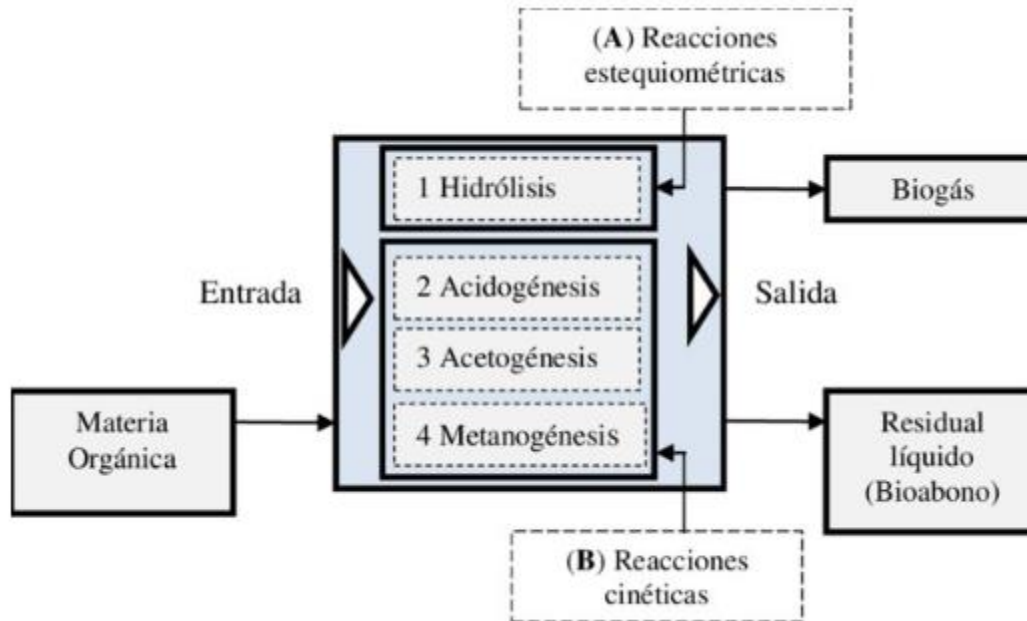 (A) Reacciones
estequiométricas
1 Hidrólisis
Biogás
Entrada
2 Acidogénesis
3 Acetogénesis
4 Metanogénesis
Salida
Materia
Orgánica
Residual
líquido
(Bioabono)
(B) Reacciones
cinéticas